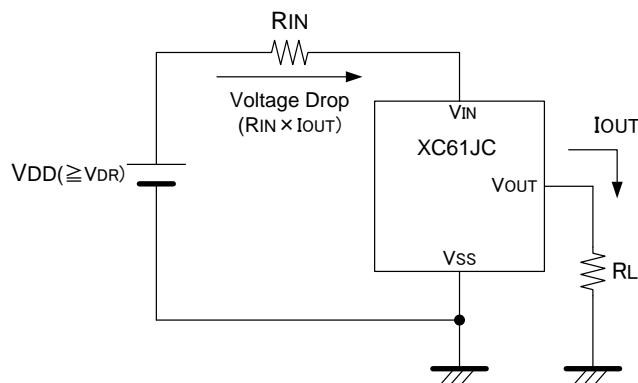 RIN
Voltage Drop
(RIN×IOUT)
VIN
IOUT
XC61JC
VDD(≧VDR)
VOUT
VSS
RL